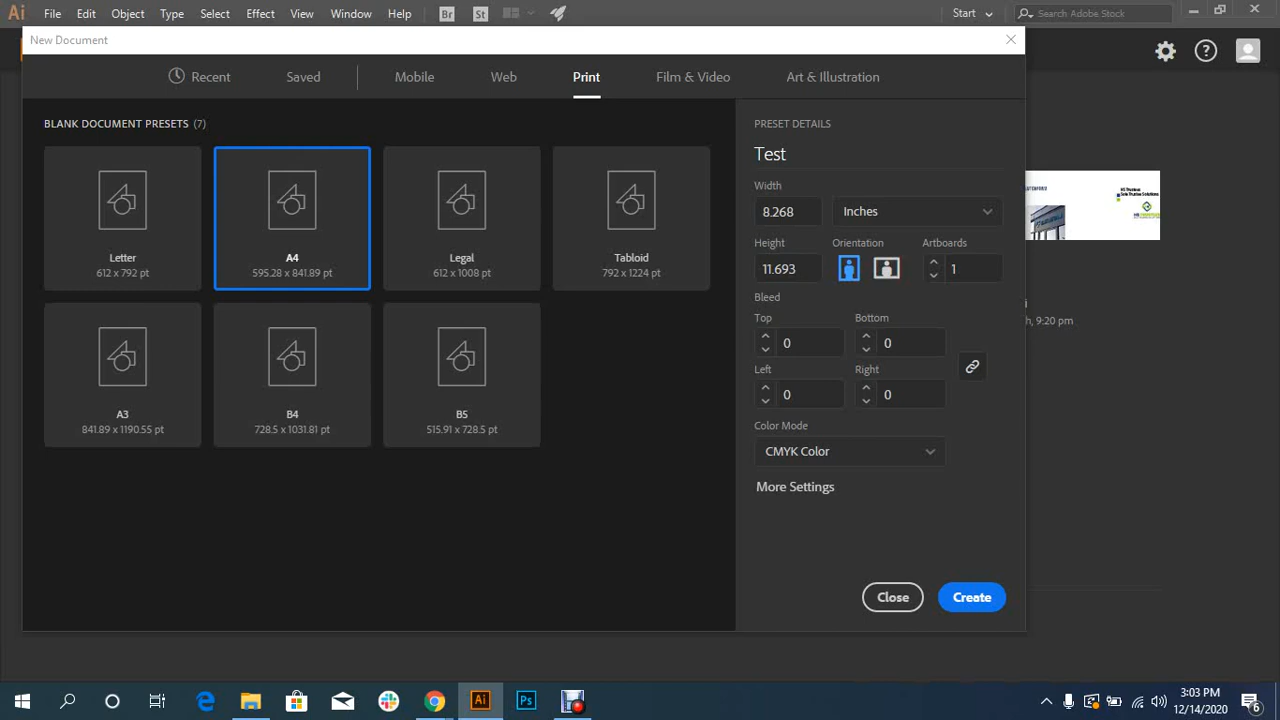 Ai File Edit Object Type Select Effect View Window Help Br St Start Search Adobe Stock
New Document
Recent Saved Mobile Web Print Film & Video Art & Illustration
BLANK DOCUMENT PRESETS (7)
Letter
612 x 792 pt
A4
595.28 x 841.89 pt
Legal
612 x 1008 pt
Tabloid
792 x 1224 pt
A3
841.89 x 1190.55 pt
B4
728.5 x 1031.81 pt
B5
515.91 x 728.5 pt
PRESET DETAILS
Test
Width
8.268 Inches
Height Orientation Artboards
11.693 1
Bleed
Top Bottom
0 0
Left Right
0 0
Color Mode
CMYK Color
More Settings
Close Create
h, 9:20 pm
Ai Ps
1:03 PM
12/14/2020
6